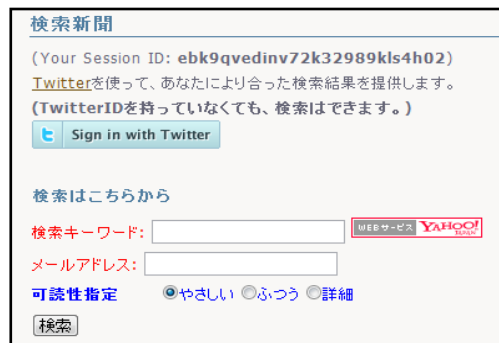 検索新聞
(Your Session ID: ebk9qvedinv72k32989kls4h02)
Twitterを使って、あなたにより合った検索結果を提供します。
(TwitterIDを持っていなくても、検索はできます。)
Sign in with Twitter
検索はこちらから
検索キーワード: WEBサービス YAHOO! JAPAN
メールアドレス:
可読性指定 やさしい ふつう 詳細
検索